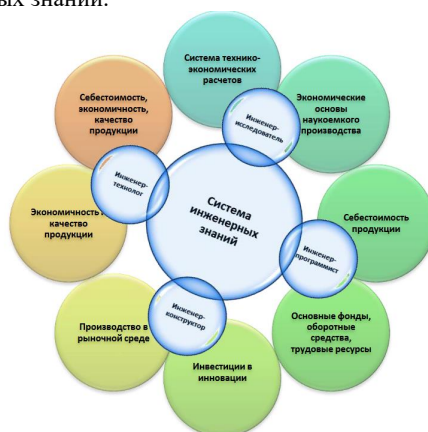 ых знаний.
Система технико-
экономических
расчетов
Экономические
основы
наукоемкого
производства
Себестоимость
продукции
Основные фонды,
оборотные
средства,
трудовые ресурсы
Инвестиции в
инновации
Производство в
рыночной среде
Экономичность и
качество
продукции
Себестоимость,
экономичность,
качество
продукции
Инженер-
исследователь
Инженер-
программист
Инженер-
конструктор
Инженер-
технолог
Система
инженерных
знаний